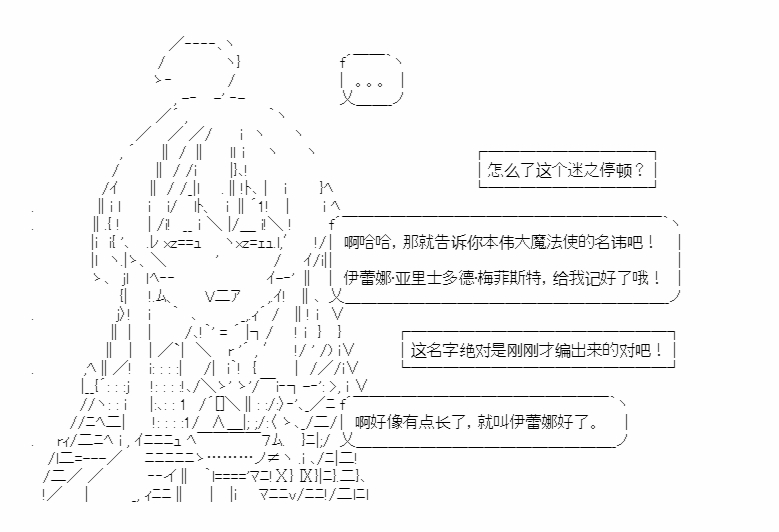 。。。
怎么了这个迷之停顿？
啊哈哈，那就告诉你本伟大魔法使的名讳吧！
伊蕾娜·亚里士多德·梅菲斯特，给我记好了哦！
这名字绝对是刚刚才编出来的对吧！
啊好像有点长了，就叫伊蕾娜好了。